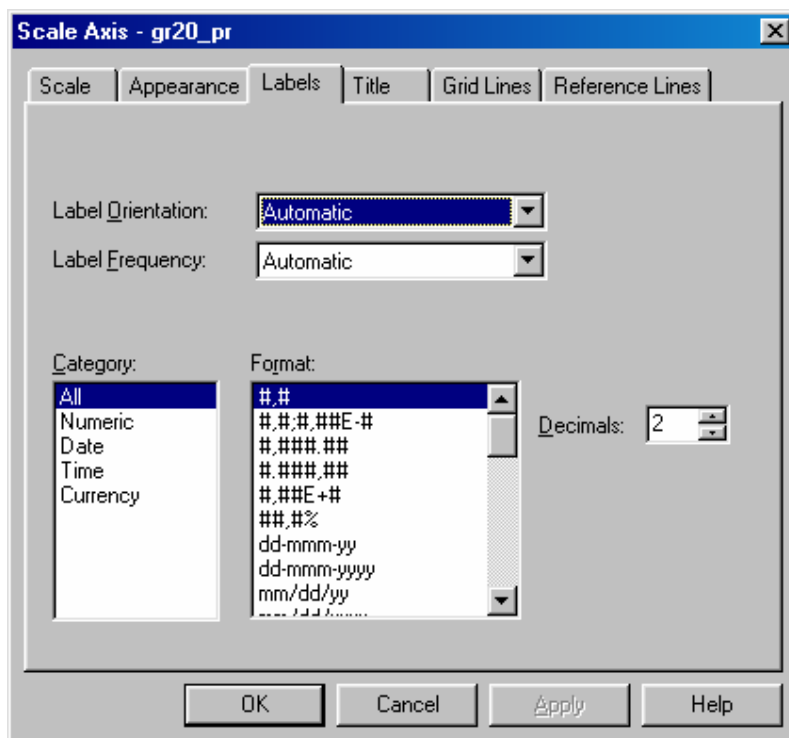 Scale Axis - gr20_pr
Scale Appearance Labels Title Grid Lines Reference Lines
Label Orientation: Automatic
Label Frequency: Automatic
Category:
All
Numeric
Date
Time
Currency
Format:
#,#
#,#;#,##E-#
#,###.##
#.###,##
#,##E+#
##,#%
dd-mmm-yy
dd-mmm-yyyy
mm/dd/yy
Decimals: 2
OK Cancel Apply Help